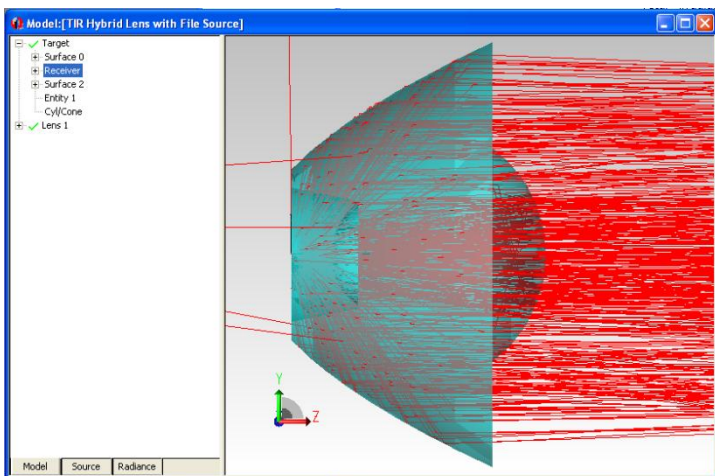 Model:[TIR Hybrid Lens with File Source]
Target
Surface 0
Receiver
Surface 2
Entity 1
Cyl/Cone
Lens 1
Y
Z
Model Source Radiance